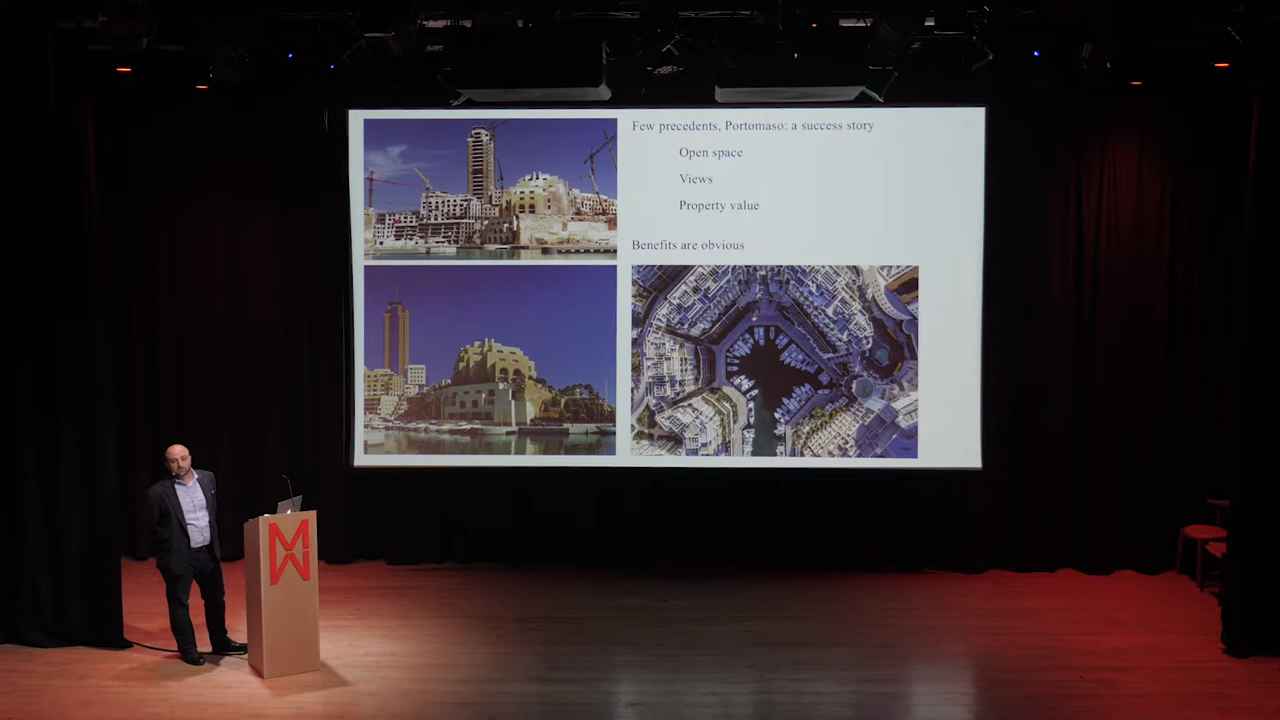 Few precedents, Portomaso: a success story
Open space
Views
Property value
Benefits are obvious
M